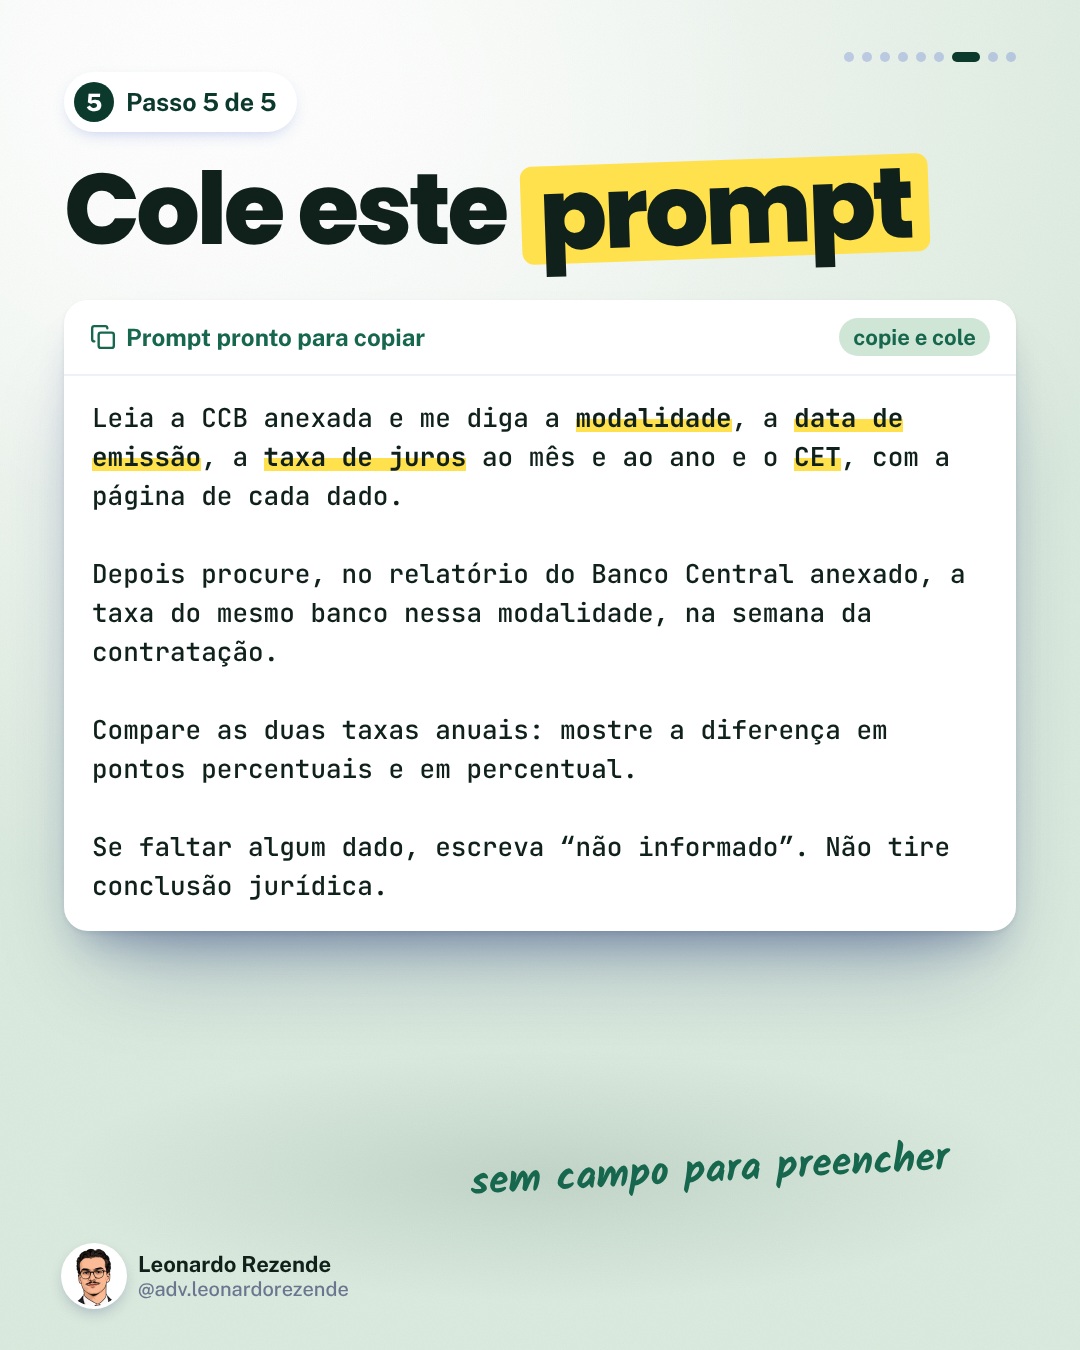 5 Passo 5 de 5
Cole este prompt
Prompt pronto para copiar
copie e cole
Leia a CCB anexada e me diga a modalidade, a data de
emissão, a taxa de juros ao mês e ao ano e o CET, com a
página de cada dado.
Depois procure, no relatório do Banco Central anexado, a
taxa do mesmo banco nessa modalidade, na semana da
contratação.
Compare as duas taxas anuais: mostre a diferença em
pontos percentuais e em percentual.
Se faltar algum dado, escreva “não informado”. Não tire
conclusão jurídica.
sem campo para preencher
Leonardo Rezende
@adv.leonardorezende